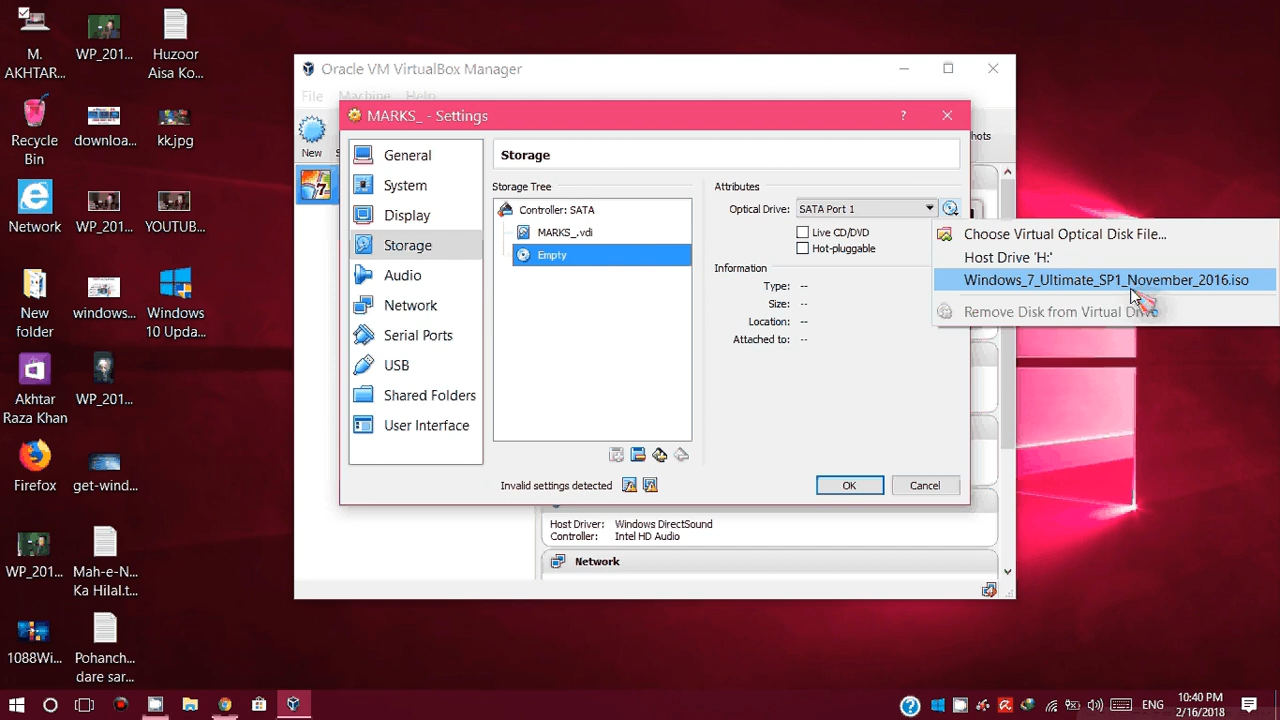 M.
AKHTAR...
WP_201...
Huzoor
Aisa Ko...
Recycle
Bin
downloa...
kk.jpg
Network
WP_201...
YOUTUB...
New
folder
windows...
Windows
10 Upda...
Akhtar
Raza Khan
WP_201...
Firefox
get-wind...
WP_201...
Mah-e-N...
Ka Hilal.t...
1088Wi...
Pohanch...
dare sar...
Oracle VM VirtualBox Manager
File Machine Help
New
MARKS_ - Settings
?
General
System
Display
Storage
Audio
Network
Serial Ports
USB
Shared Folders
User Interface
Storage
Storage Tree
Controller: SATA
MARKS_.vdi
Empty
Attributes
Optical Drive: SATA Port 1
Live CD/DVD
Hot-pluggable
Information
Type: --
Size: --
Location: --
Attached to: --
Choose Virtual Optical Disk File...
Host Drive 'H:'
Windows_7_Ultimate_SP1_November_2016.iso
Remove Disk from Virtual Drive
Invalid settings detected
OK
Cancel
Host Driver: Windows DirectSound
Controller: Intel HD Audio
Network
ENG
10:40 PM
2/16/2018